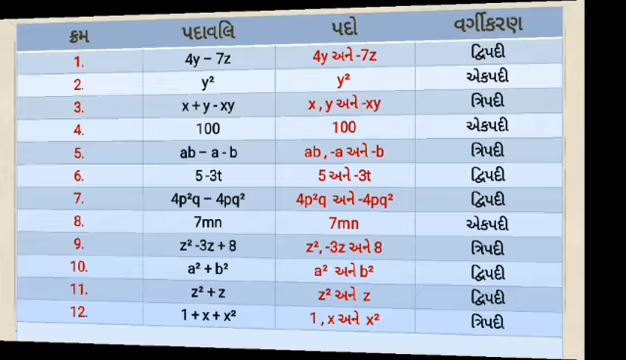 ક્રમ પદાવલિ પદો વર્ગીકરણ
1. 4y – 7z 4y અને -7z દ્વિપદી
2. y² y² એકપદી
3. x + y - xy x , y અને -xy ત્રિપદી
4. 100 100 એકપદી
5. ab – a - b ab , -a અને -b ત્રિપદી
6. 5 -3t 5 અને -3t દ્વિપદી
7. 4p²q – 4pq² 4p²q અને -4pq² દ્વિપદી
8. 7mn 7mn એકપદી
9. z² -3z + 8 z², -3z અને 8 ત્રિપદી
10. a² + b² a² અને b² દ્વિપદી
11. z² + z z² અને z દ્વિપદી
12. 1 + x + x² 1 , x અને x² ત્રિપદી